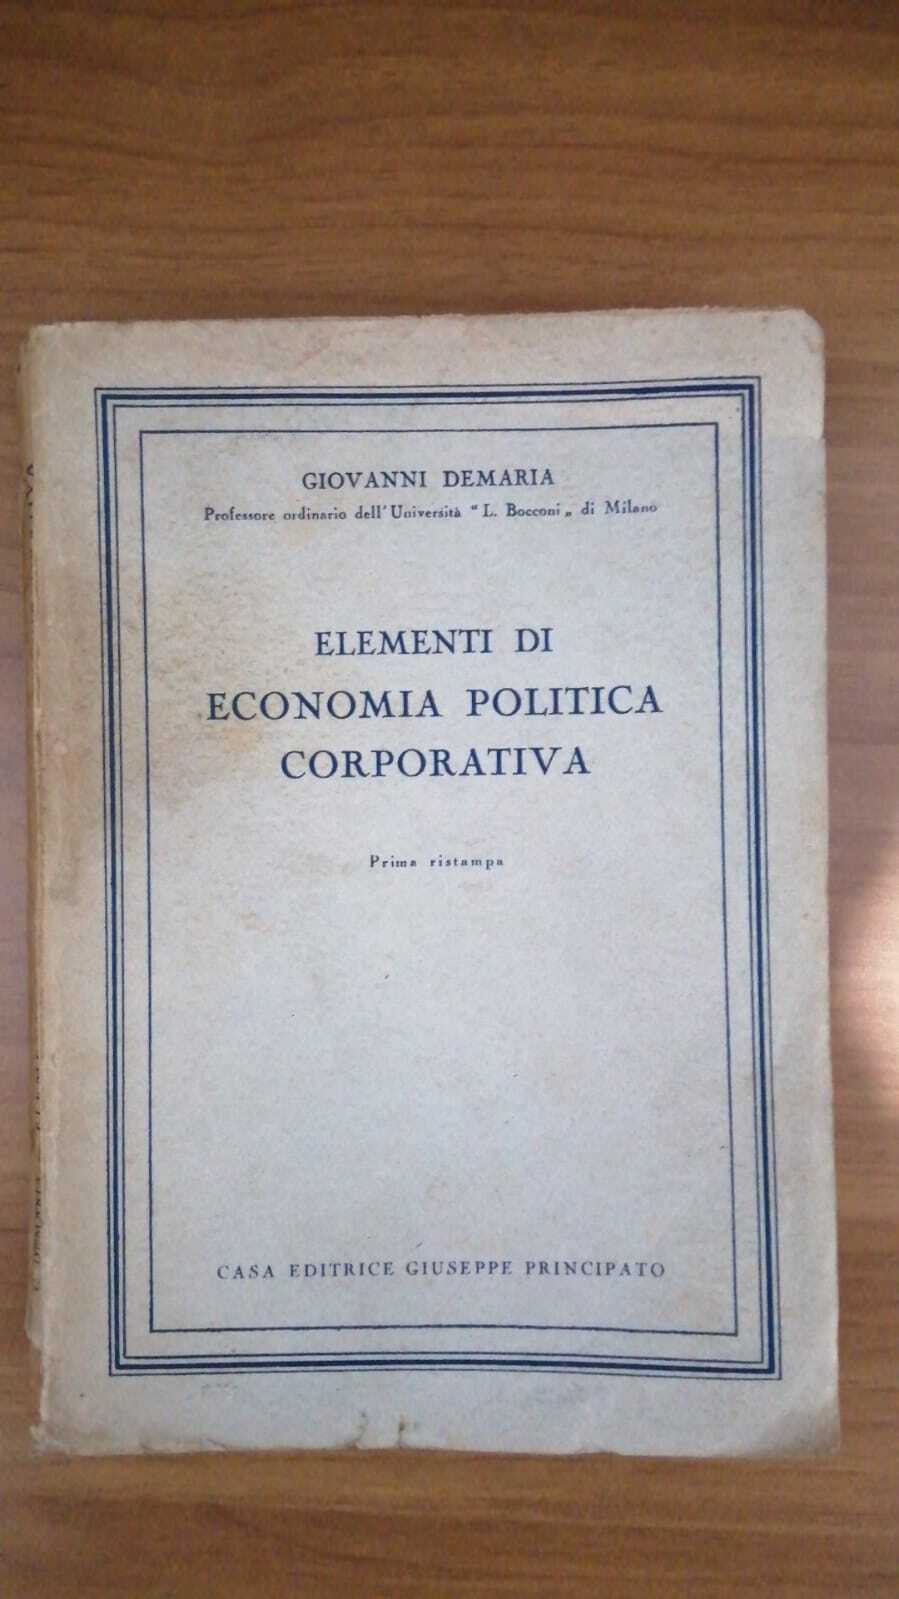 GIOVANNI DEMARIA
Professore ordinario dell'Università "L. Bocconi„ di Milano
ELEMENTI DI
ECONOMIA POLITICA
CORPORATIVA
Prima ristampa
CASA EDITRICE GIUSEPPE PRINCIPATO